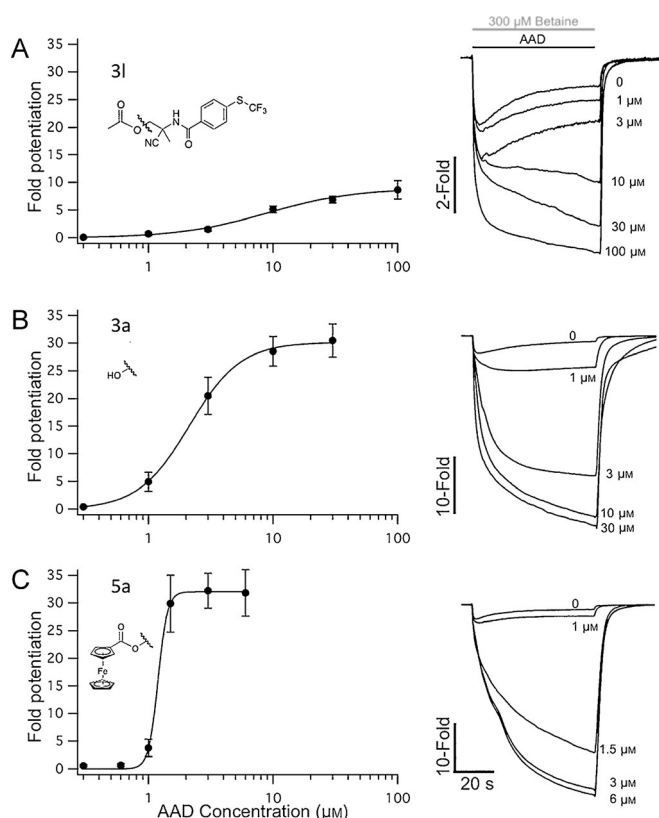 300 µM Betaine
AAD
A
3l
Fold potentiation
35
30
25
20
15
10
5
0
1
10
100
O
O
NC
H
N
O
S
CF3
2-Fold
0
1 µM
3 µM
10 µM
30 µM
100 µM
B
3a
HO
Fold potentiation
35
30
25
20
15
10
5
0
1
10
100
10-Fold
0
1 µM
3 µM
10 µM
30 µM
C
5a
O
O
Fe
Fold potentiation
35
30
25
20
15
10
5
0
1
10
100
AAD Concentration (µM)
10-Fold
20 s
0
1 µM
1.5 µM
3 µM
6 µM